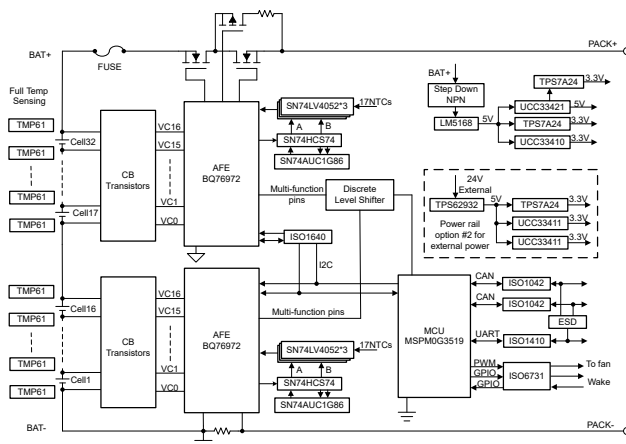 BAT+
FUSE
PACK+
Full Temp
Sensing
TMP61
TMP61
Cell32
TMP61
Cell17
TMP61
CB
Transistors
VC16
VC15
VC1
VC0
AFE
BQ76972
SN74LV4052*3
17NTCs
A
B
SN74HCS74
SN74AUC1G86
Multi-function
pins
Discrete
Level Shifter
ISO1640
I2C
BAT+
Step Down
NPN
LM5168
5V
TPS7A24
3.3V
UCC33421
5V
TPS7A24
3.3V
UCC33410
3.3V
24V
External
TPS62932
5V
TPS7A24
3.3V
UCC33411
3.3V
UCC33411
3.3V
Power rail
option #2 for
external power
TMP61
Cell16
TMP61
TMP61
Cell1
TMP61
CB
Transistors
VC16
VC15
VC1
VC0
AFE
BQ76972
Multi-function pins
SN74LV4052*3
17NTCs
A
B
SN74HCS74
SN74AUC1G86
MCU
MSPM0G3519
CAN
ISO1042
CAN
ISO1042
ESD
UART
ISO1410
PWM
GPIO
GPIO
ISO6731
To fan
Wake
BAT-
PACK-